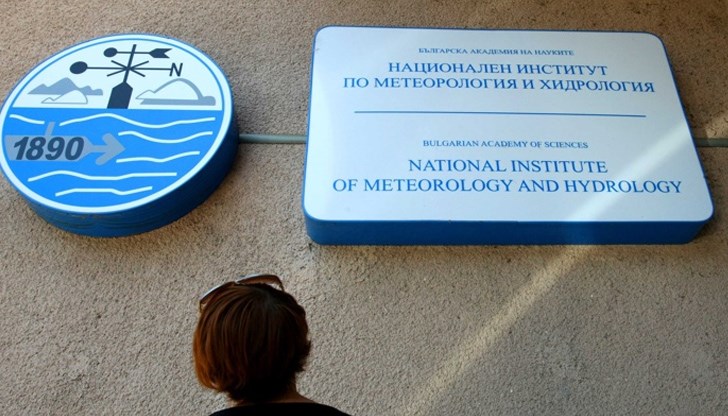 N
1890
БЪЛГАРСКА АКАДЕМИЯ НА НАУКИТЕ
НАЦИОНАЛЕН ИНСТИТУТ
ПО МЕТЕОРОЛОГИЯ И ХИДРОЛОГИЯ
BULGARIAN ACADEMY OF SCIENCES
NATIONAL INSTITUTE
OF METEOROLOGY AND HYDROLOGY